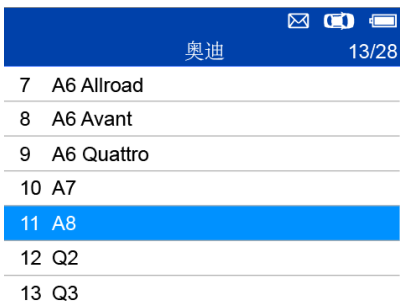 奥迪 13/28
7 A6 Allroad
8 A6 Avant
9 A6 Quattro
10 A7
11 A8
12 Q2
13 Q3